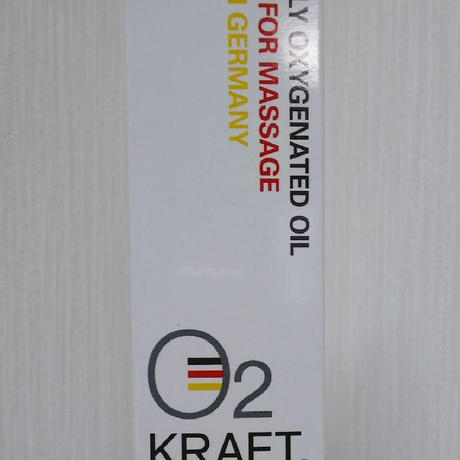 OXYGENATED OIL
FOR MASSAGE
GERMANY
O2
KRAFT.